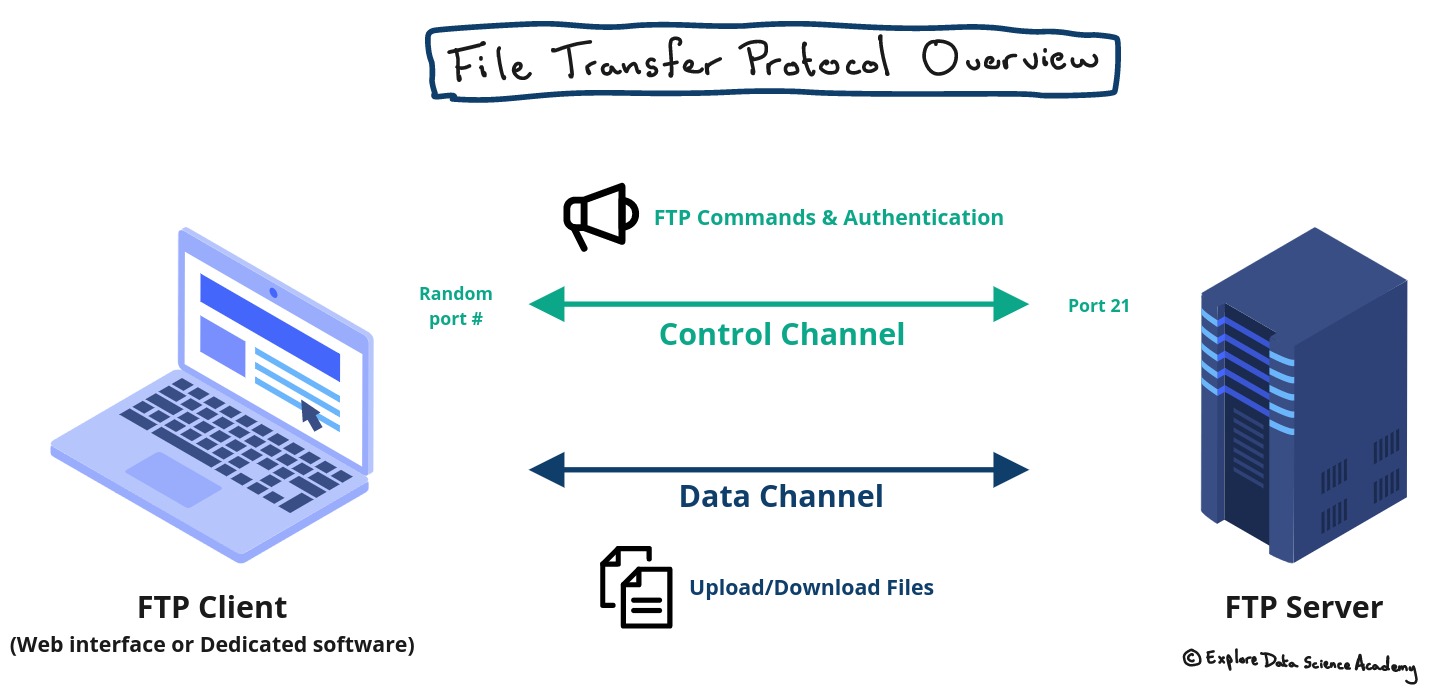 File Transfer Protocol Overview
FTP Commands & Authentication
Random
port #
Port 21
Control Channel
Data Channel
Upload/Download Files
FTP Client
(Web interface or Dedicated software)
FTP Server
© Explore Data Science Academy